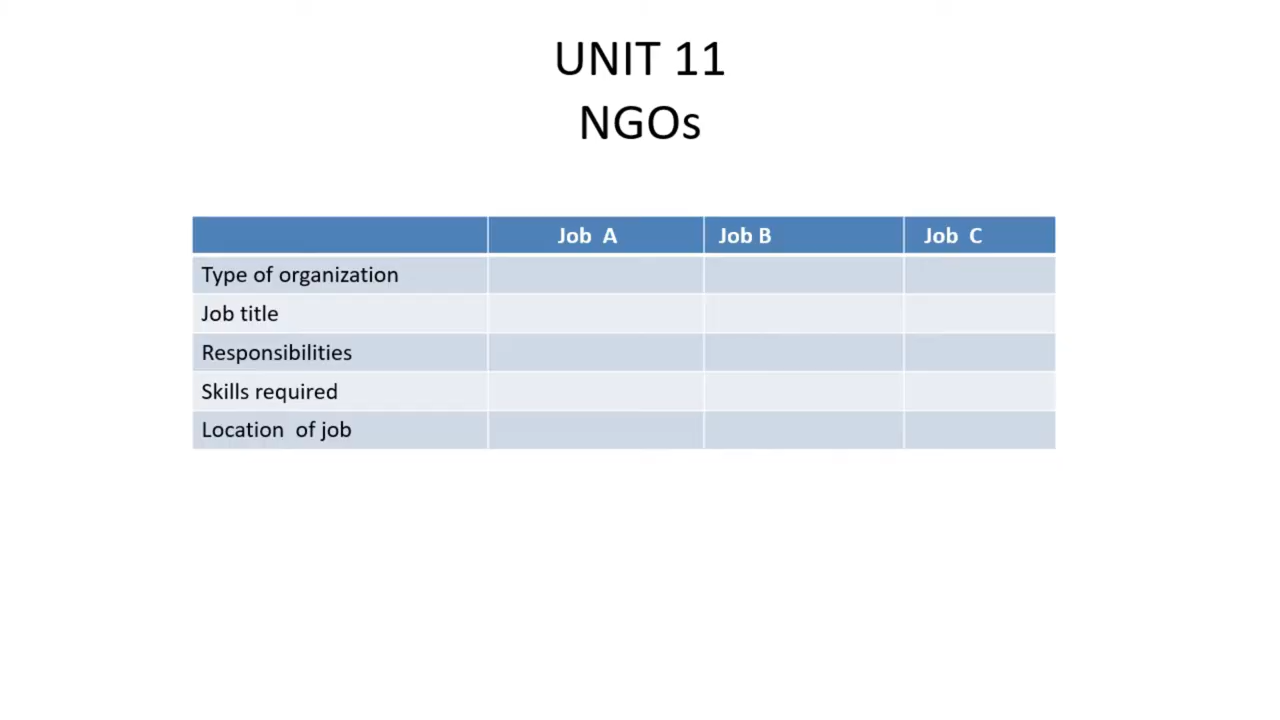 UNIT 11
NGOs
Job  A Job B Job  C
Type of organization
Job title
Responsibilities
Skills required
Location  of job